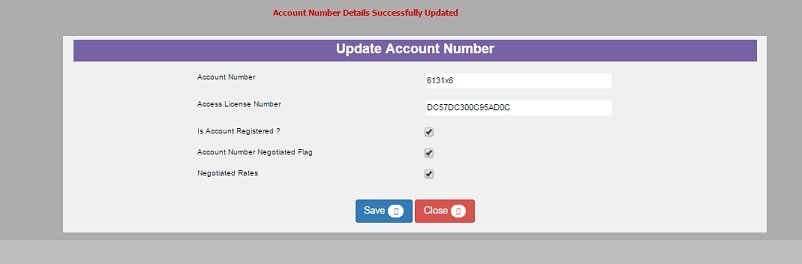 Account Number Details Successfully Updated
Update Account Number
Account Number 6131x6
Access License Number DC57DC300C95AD0C
Is Account Registered ?
Account Number Negotiated Flag
Negotiated Rates
Save Close